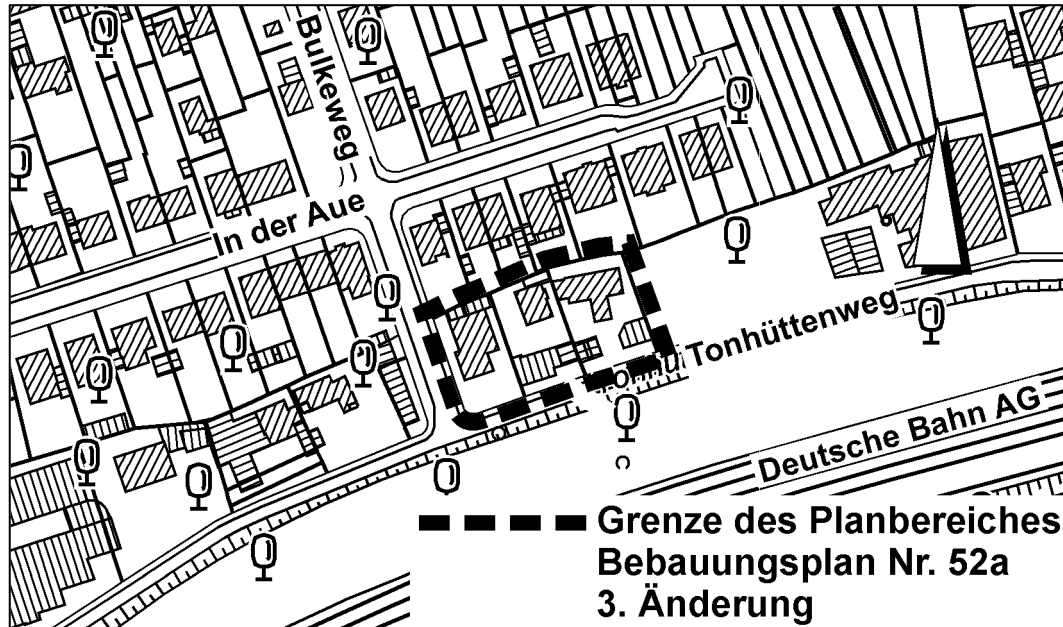 Bulkeweg
In der Aue
Tonhüttenweg
Deutsche Bahn AG
Grenze des Planbereiches
Bebauungsplan Nr. 52a
3. Änderung